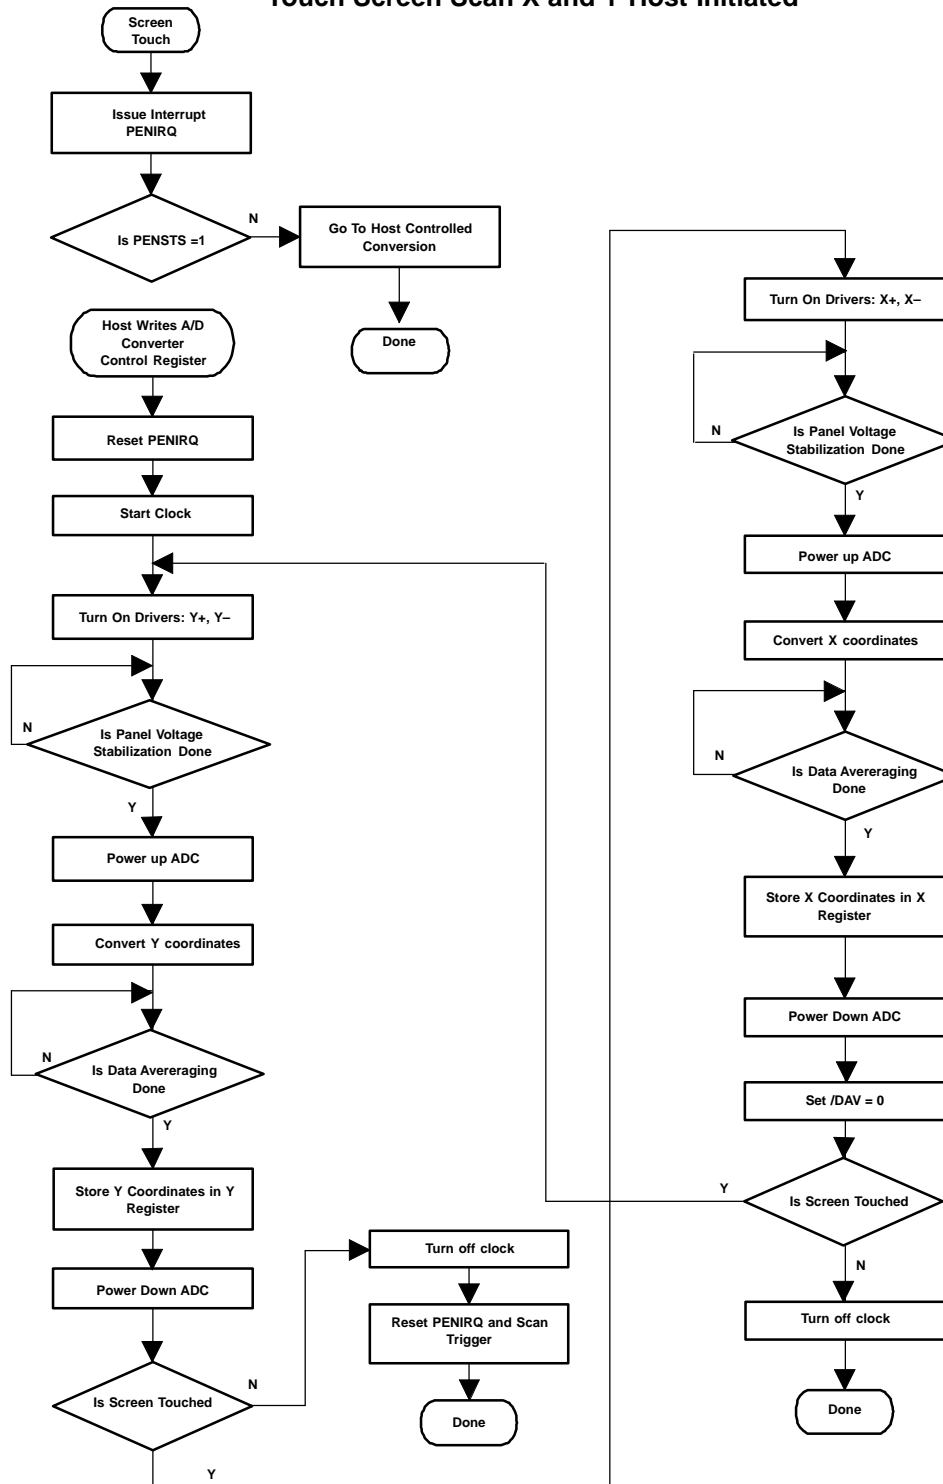 Touch Screen Scan X and Y Host Initiated
Screen
Touch
Issue Interrupt
PENIRQ
Is PENSTS =1
N
Go To Host Controlled
Conversion
Done
Host Writes A/D
Converter
Control Register
Reset PENIRQ
Start Clock
Turn On Drivers: Y+, Y–
Is Panel Voltage
Stabilization Done
N
Y
Power up ADC
Convert Y coordinates
Is Data Avereraging
Done
N
Y
Store Y Coordinates in Y
Register
Power Down ADC
Is Screen Touched
N
Y
Turn off clock
Reset PENIRQ and Scan
Trigger
Done
Turn On Drivers: X+, X–
Is Panel Voltage
Stabilization Done
N
Y
Power up ADC
Convert X coordinates
Is Data Avereraging
Done
N
Y
Store X Coordinates in X
Register
Power Down ADC
Set /DAV = 0
Is Screen Touched
Y
N
Turn off clock
Done